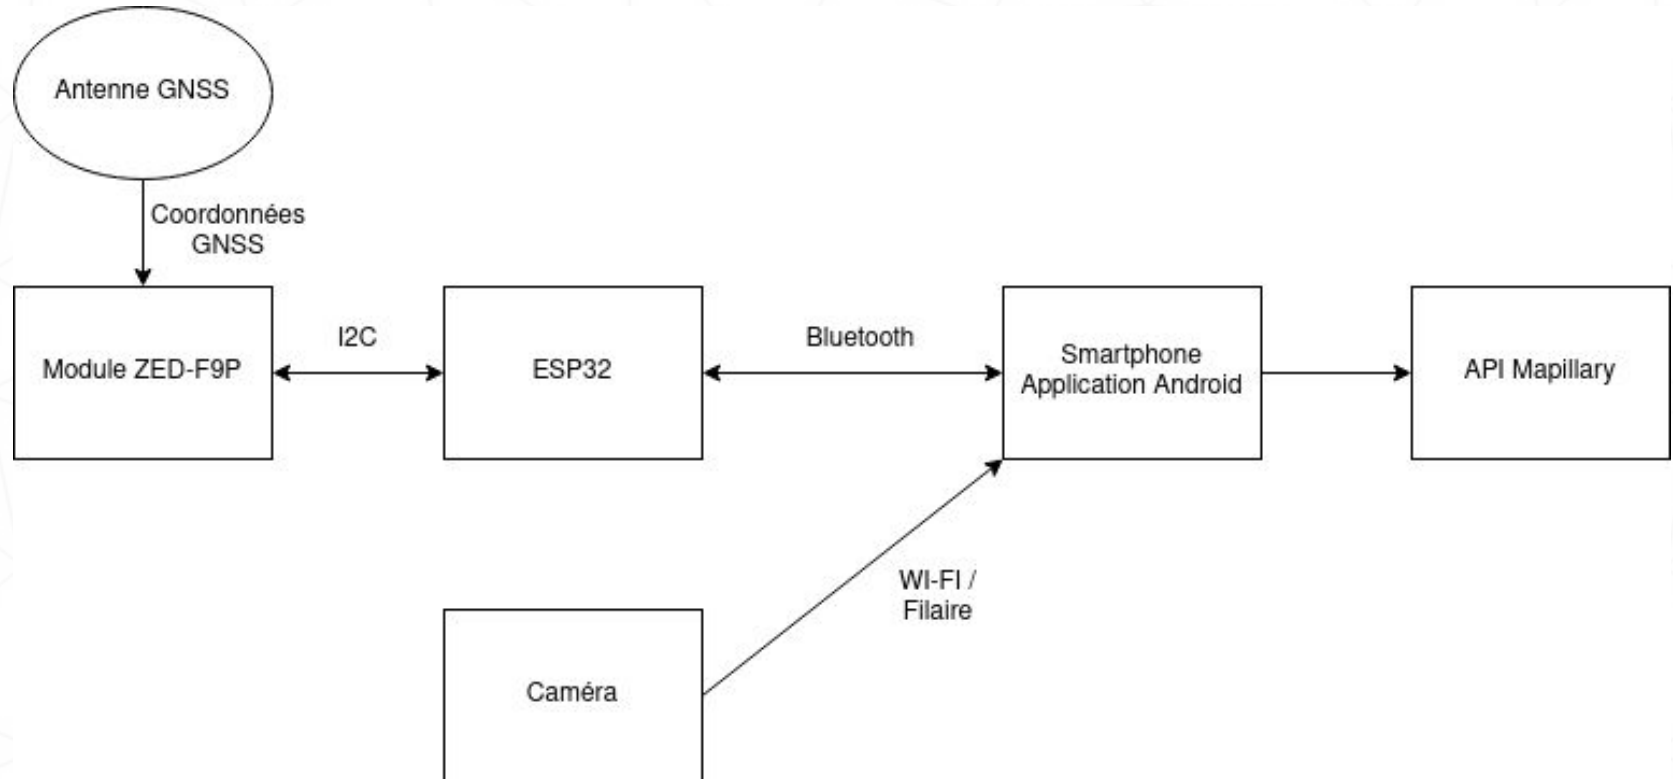 Antenne GNSS
Coordonnées
GNSS
Module ZED-F9P
I2C
ESP32
Bluetooth
Smartphone
Application Android
API Mapillary
WI-FI /
Filaire
Caméra